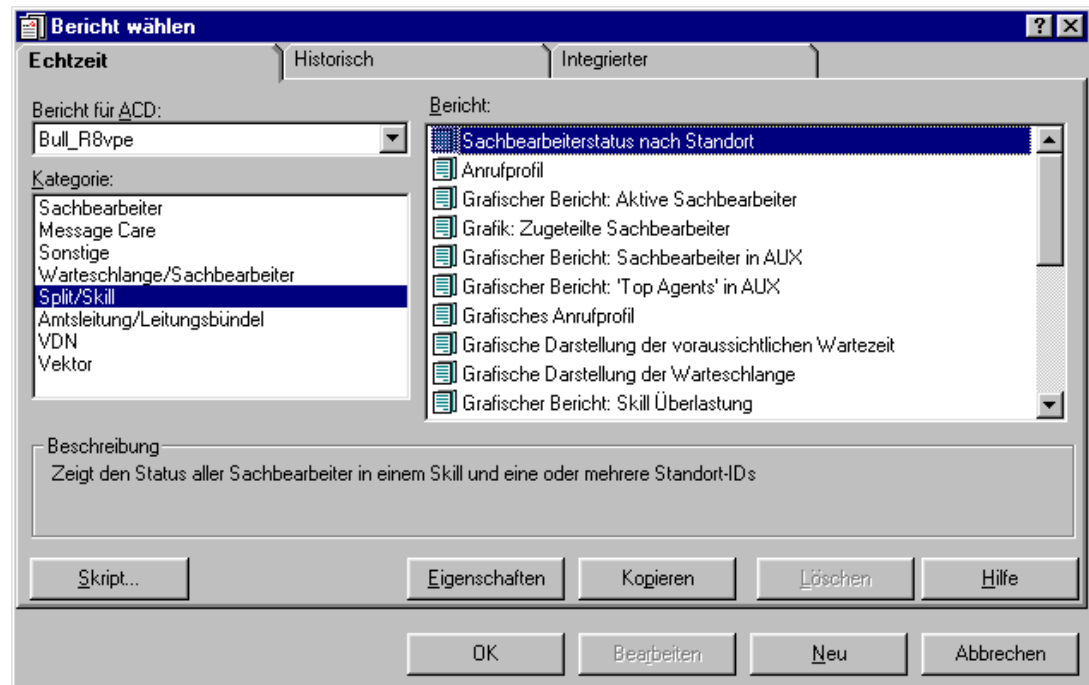 Bericht wählen
Echtzeit
Historisch
Integrierter
Bericht für ACD:
Bull_R8vpe
Kategorie:
Sachbearbeiter
Message Care
Sonstige
Warteschlange/Sachbearbeiter
Split/Skill
Amtsleitung/Leitungsbündel
VDN
Vektor
Bericht:
Sachbearbeiterstatus nach Standort
Anrufprofil
Grafischer Bericht: Aktive Sachbearbeiter
Grafik: Zugeteilte Sachbearbeiter
Grafischer Bericht: Sachbearbeiter in AUX
Grafischer Bericht: 'Top Agents' in AUX
Grafisches Anrufprofil
Grafische Darstellung der voraussichtlichen Wartezeit
Grafische Darstellung der Warteschlange
Grafischer Bericht: Skill Überlastung
Beschreibung
Zeigt den Status aller Sachbearbeiter in einem Skill und eine oder mehrere Standort-IDs
Skript...
Eigenschaften
Kopieren
Löschen
Hilfe
OK
Bearbeiten
Neu
Abbrechen